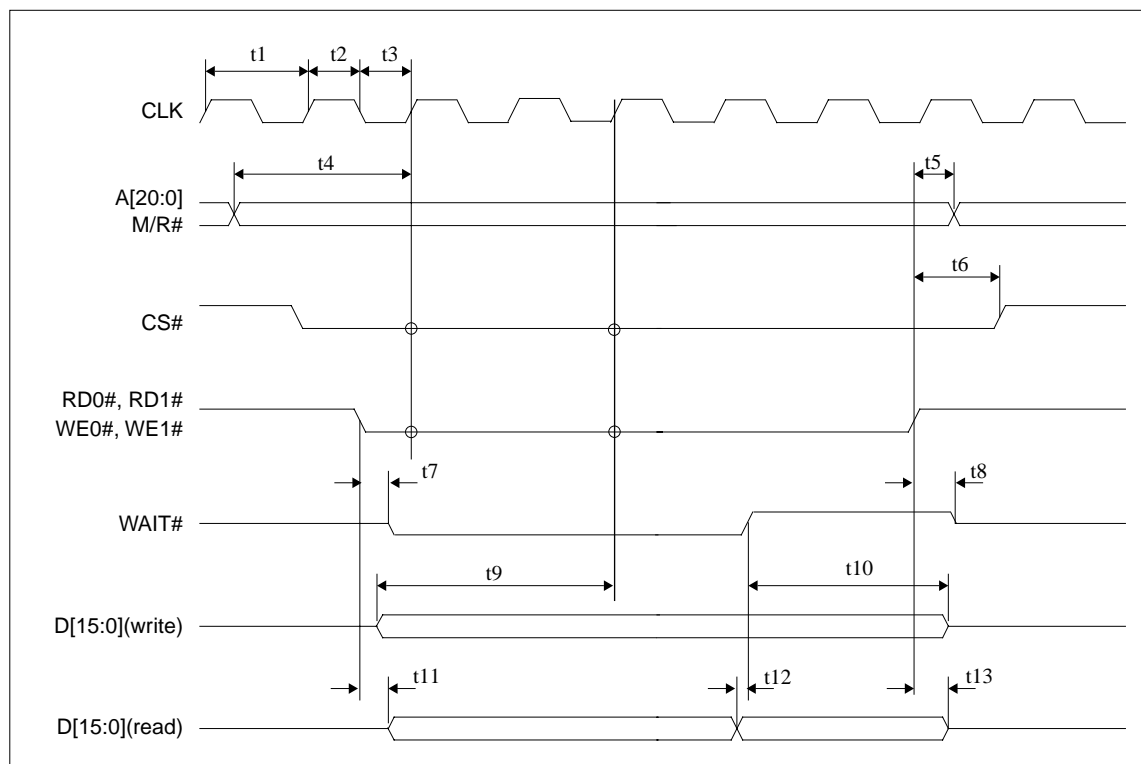 t1 t2 t3
CLK
t4 t5
A[20:0]
M/R#
t6
CS#
RD0#, RD1#
WE0#, WE1#
t7 t8
WAIT#
t9 t10
D[15:0](write)
t11 t12 t13
D[15:0](read)